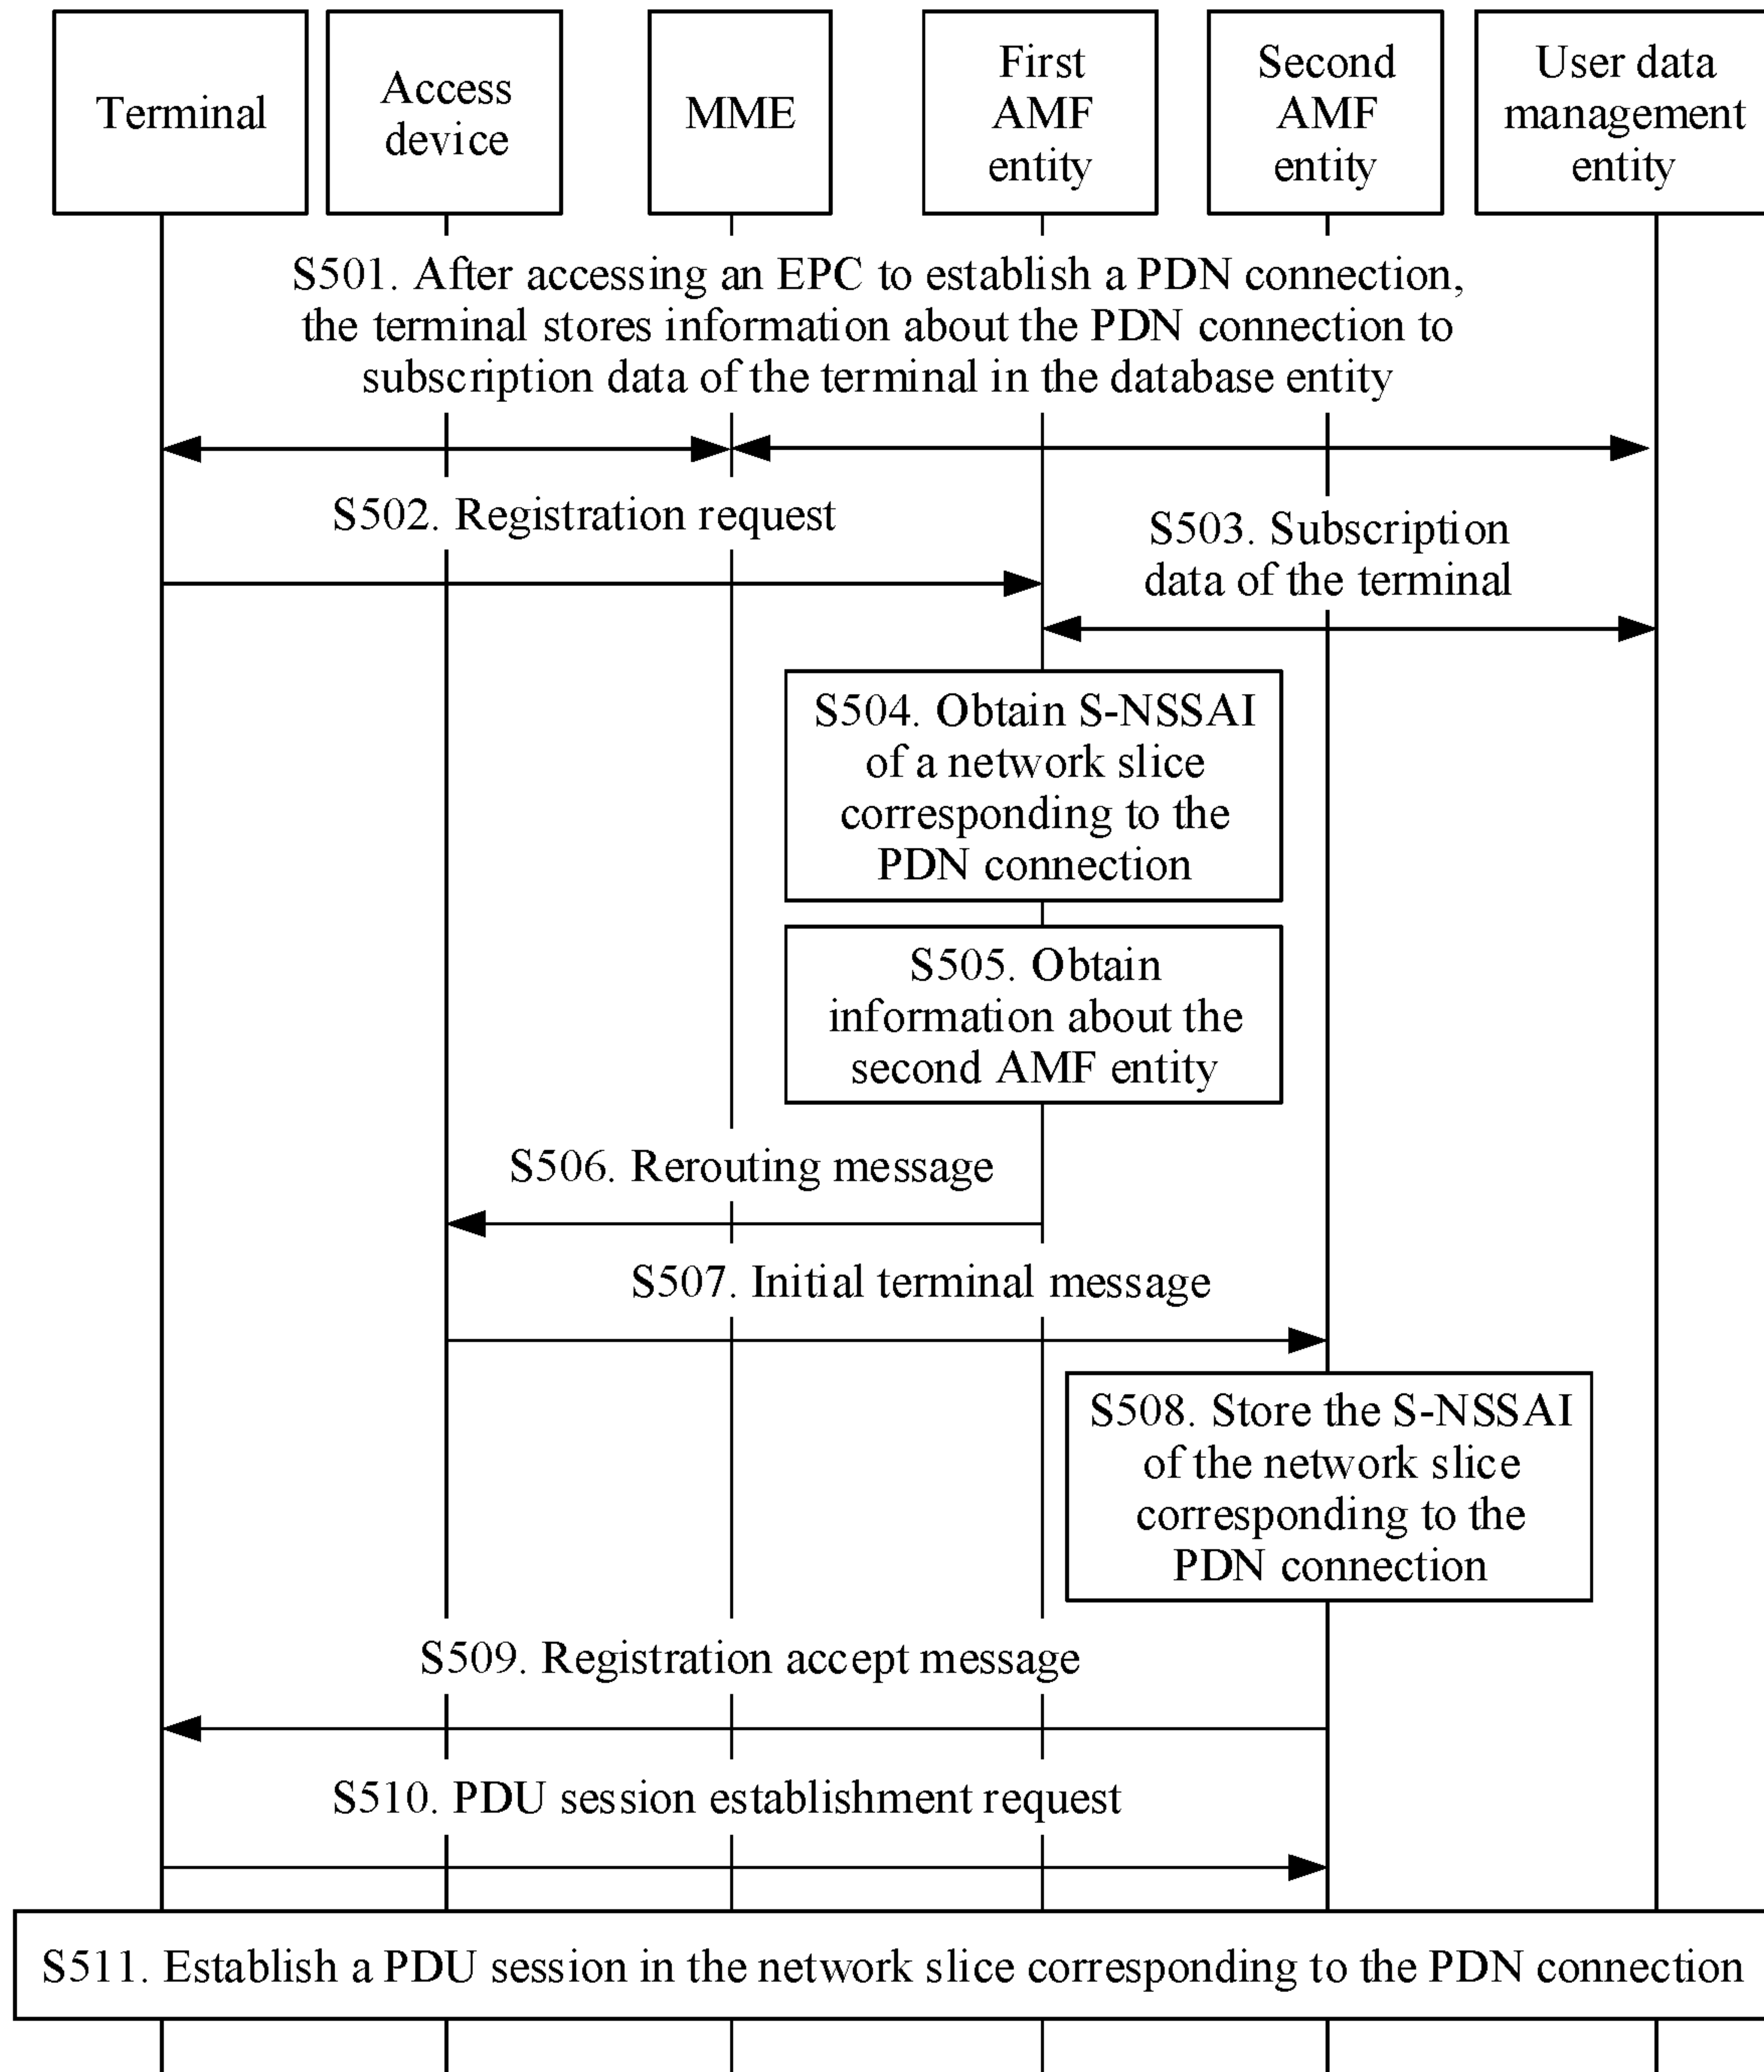 Terminal
Access
device
MME
First
AMF
entity
Second
AMF
entity
User data
management
entity
S501. After accessing an EPC to establish a PDN connection,
the terminal stores information about the PDN connection to
subscription data of the terminal in the database entity
S502. Registration request
S503. Subscription
data of the terminal
S504. Obtain S-NSSAI
of a network slice
corresponding to the
PDN connection
S505. Obtain
information about the
second AMF entity
S506. Rerouting message
S507. Initial terminal message
S508. Store the S-NSSAI
of the network slice
corresponding to the
PDN connection
S509. Registration accept message
S510. PDU session establishment request
S511. Establish a PDU session in the network slice corresponding to the PDN connection